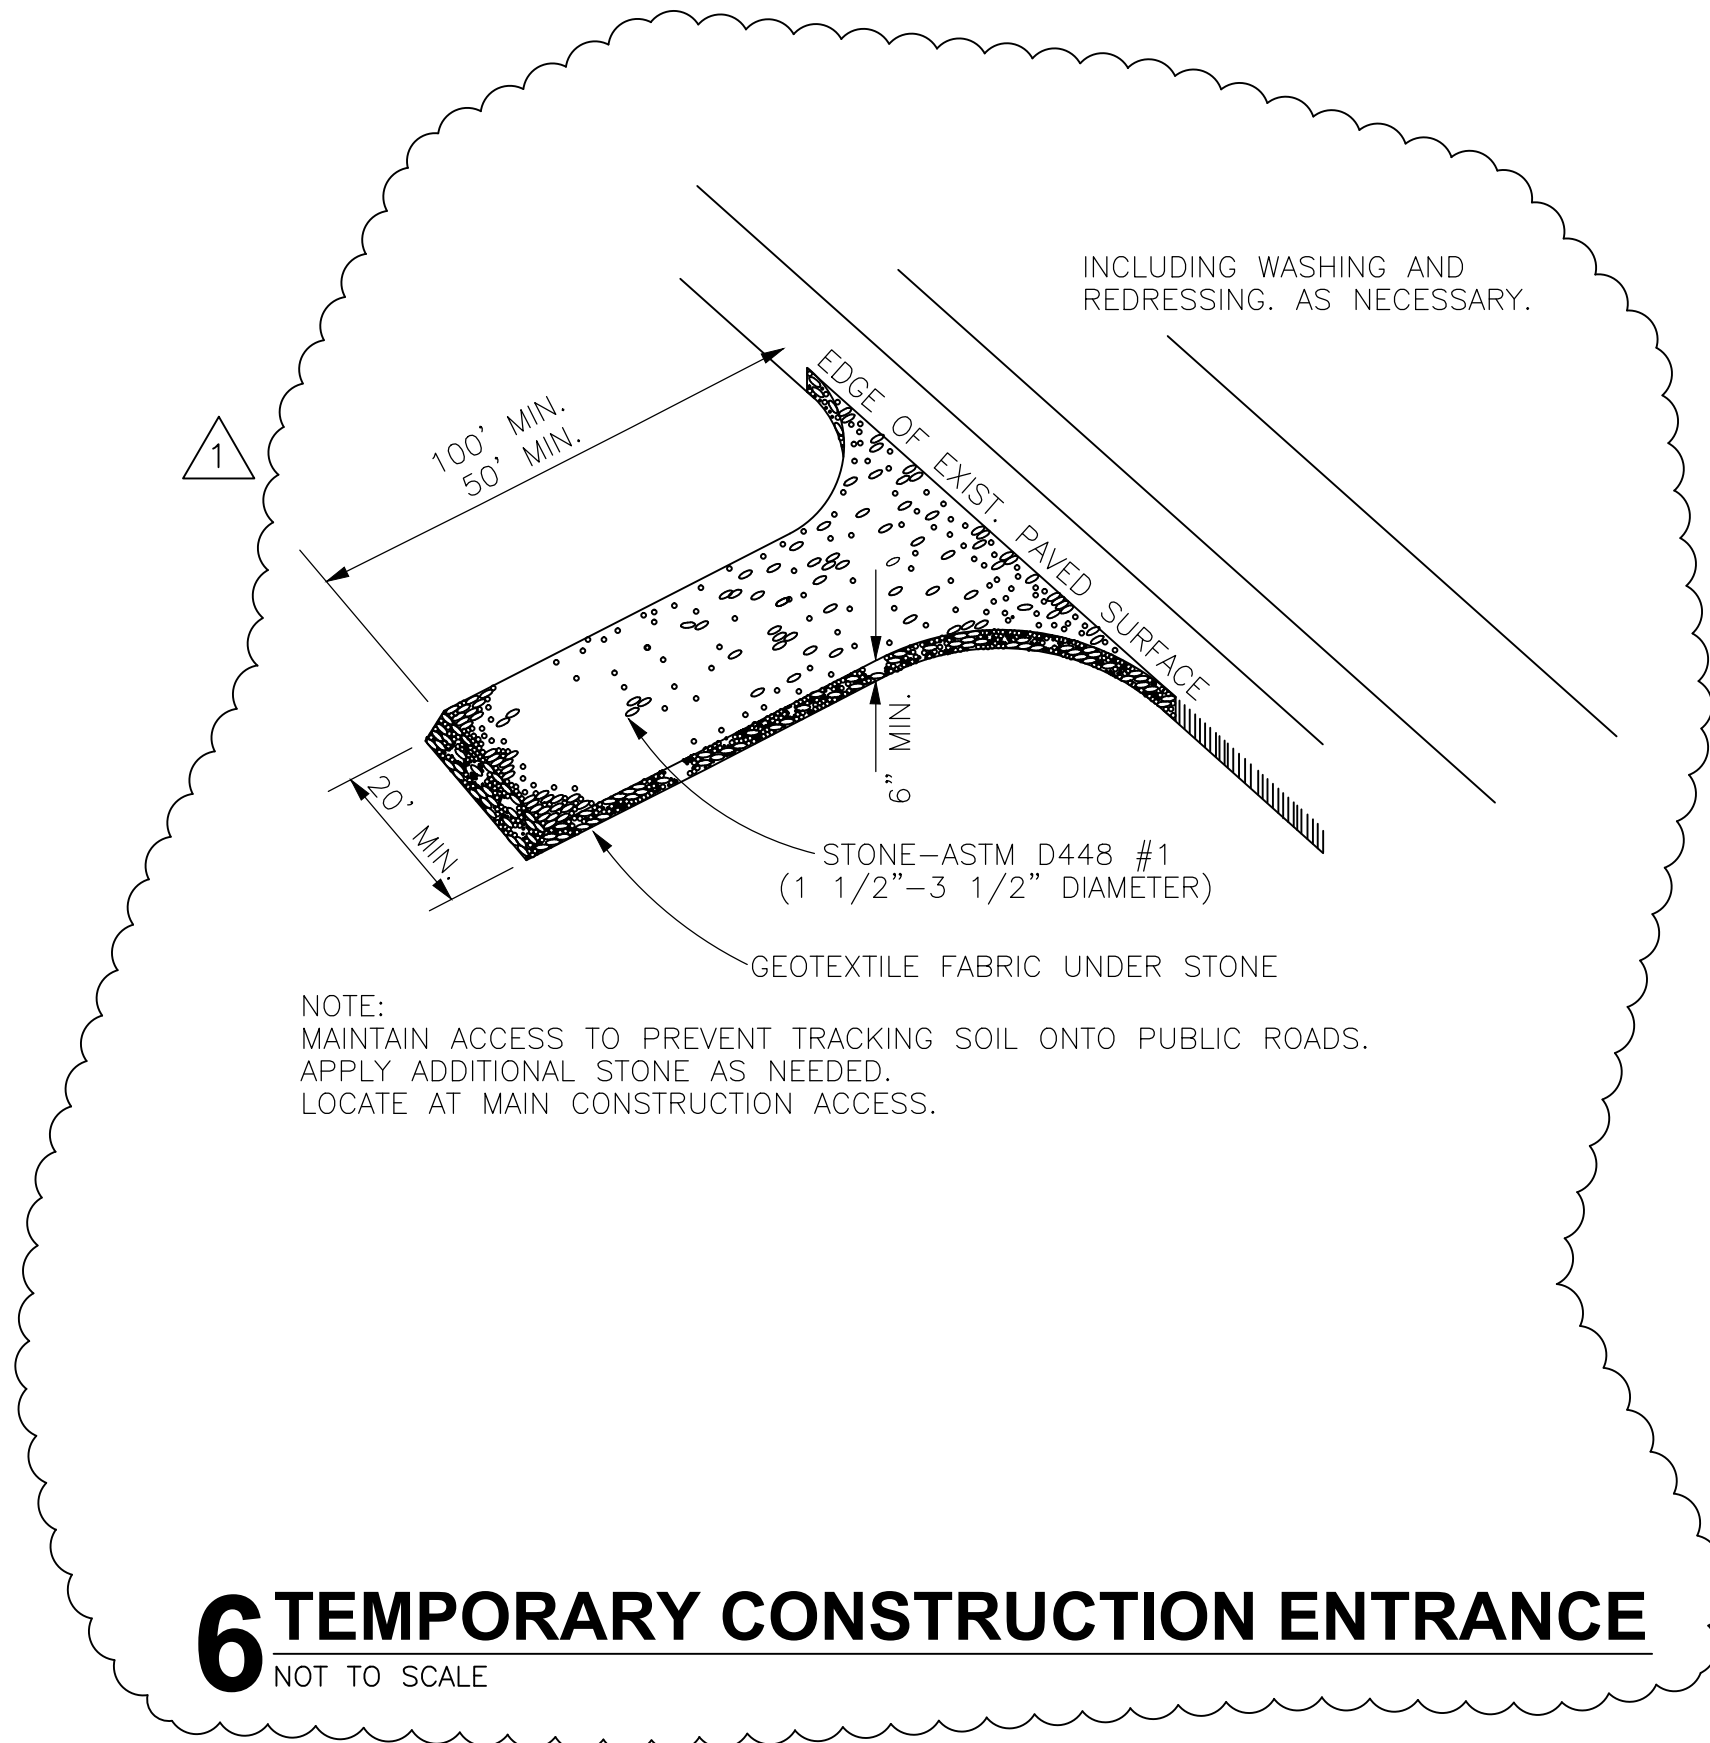 INCLUDING WASHING AND
REDRESSING. AS NECESSARY.
EDGE OF EXIST. PAVED SURFACE
100' MIN.
50' MIN.
1
20' MIN.
6" MIN.
STONE-ASTM D448 #1
(1 1/2"-3 1/2" DIAMETER)
GEOTEXTILE FABRIC UNDER STONE
NOTE:
MAINTAIN ACCESS TO PREVENT TRACKING SOIL ONTO PUBLIC ROADS.
APPLY ADDITIONAL STONE AS NEEDED.
LOCATE AT MAIN CONSTRUCTION ACCESS.
6 TEMPORARY CONSTRUCTION ENTRANCE
NOT TO SCALE